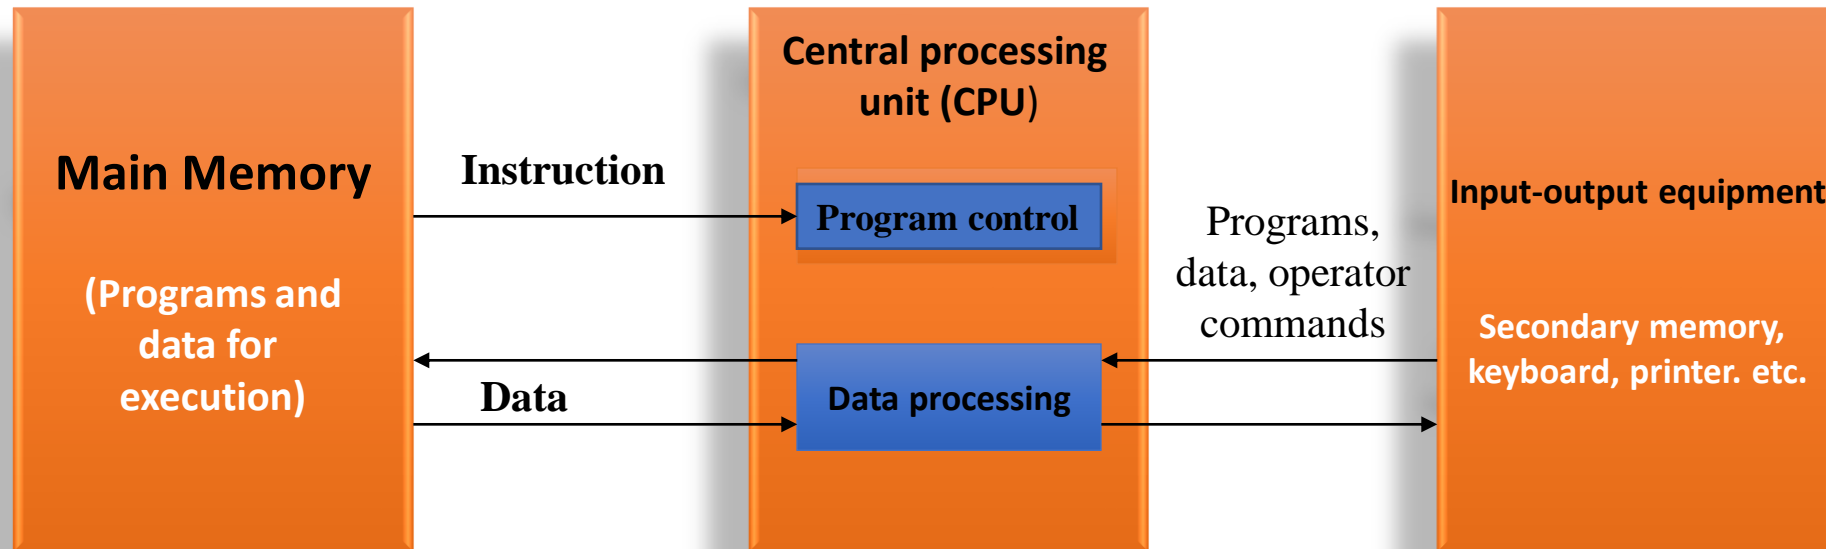 Main Memory
(Programs and
data for
execution)
Instruction
Data
Central processing
unit (CPU)
Program control
Data processing
Programs,
data, operator
commands
Input-output equipment
Secondary memory,
keyboard, printer. etc.